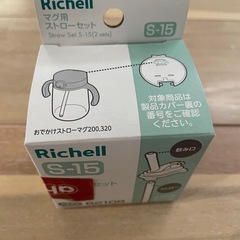 Richell
マグ用
ストローセット
S-15
Straw Set S-15(2 sets)
おでかけストローマグ200,320
対象商品は
製品カバー裏の
番号をご確認
ください。
Richell
S-15
セット
飲み口